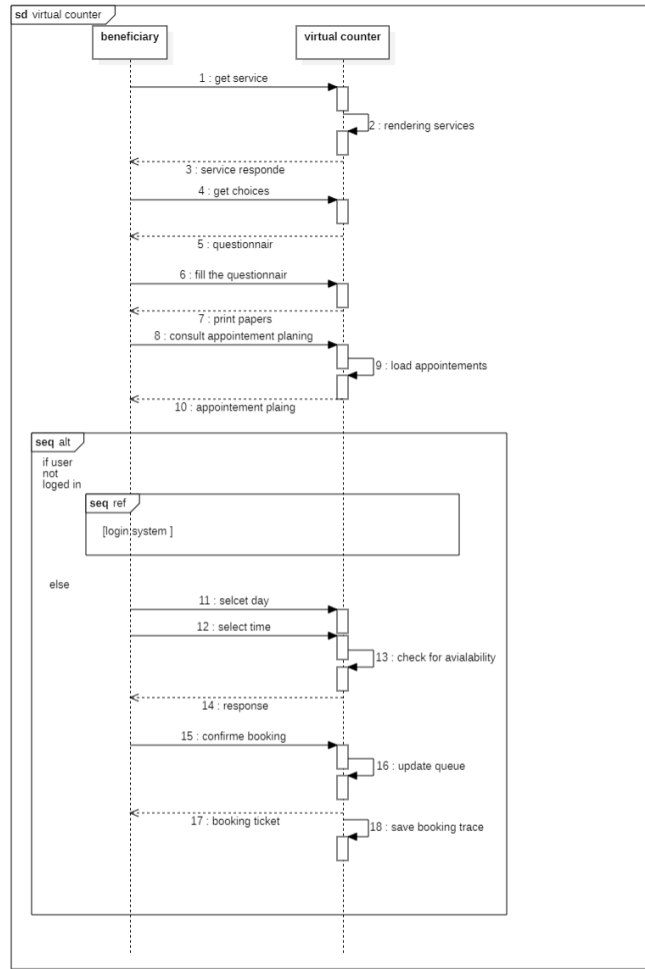 sd virtual counter
beneficiary
virtual counter
1 : get service
2 : rendering services
3 : service responde
4 : get choices
5 : questionnair
6 : fill the questionnair
7 : print papers
8 : consult appointement planing
9 : load appointements
10 : appointement plaing
seq alt
if user
not
loged in
seq ref
[login system ]
else
11 : selcet day
12 : select time
13 : check for avialability
14 : response
15 : confirme booking
16 : update queue
17 : booking ticket
18 : save booking trace